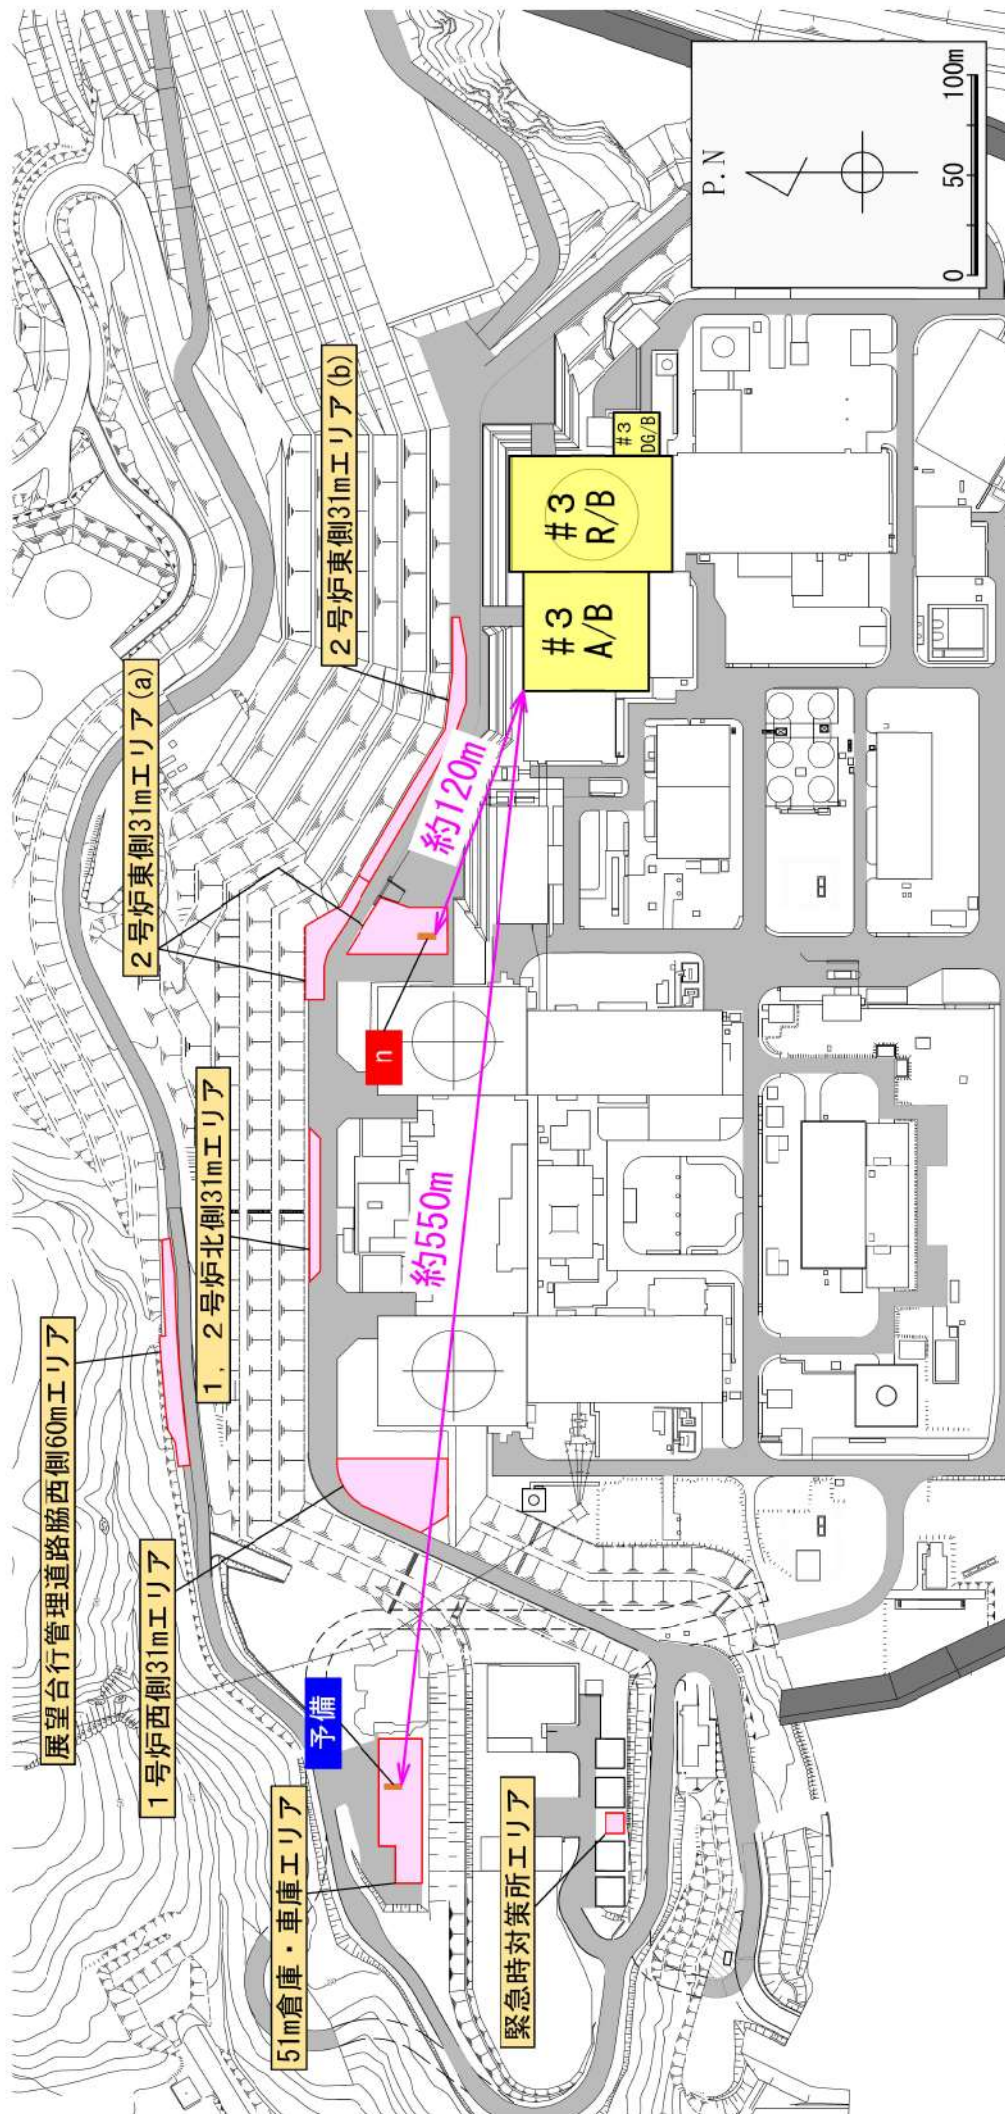 展望台行管理道路脇西側60mエリア
1号炉西側31mエリア
1，2号炉北側31mエリア
2号炉東側31mエリア(a)
2号炉東側31mエリア(b)
51m倉庫・車庫エリア
緊急時対策所エリア
予備
n
約550m
約120m
#3
A/B
#3
R/B
#3
DG/B
P.N
0 50 100m